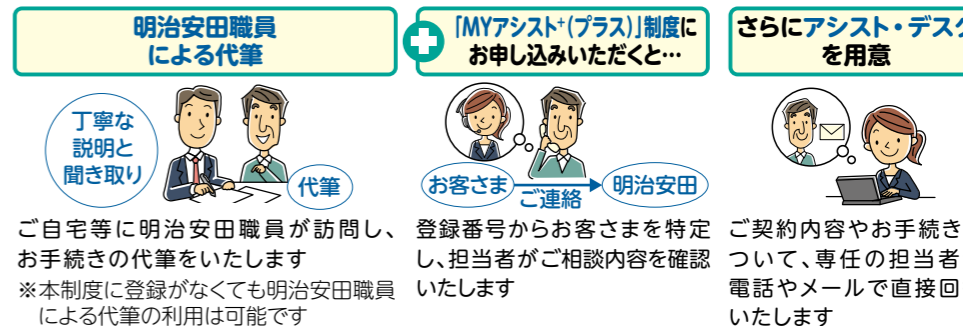 明治安田職員
による代筆
丁寧な
説明と
聞き取り
代筆
ご自宅等に明治安田職員が訪問し、
お手続きの代筆をいたします
※本制度に登録がなくても明治安田職員
による代筆の利用は可能です
「MYアシスト⁺(プラス)」制度に
お申し込みいただくと…
お客さま
ご連絡
明治安田
登録番号からお客さまを特定
し、担当者がご相談内容を確認
いたします
さらにアシスト・デスク
を用意
ご契約内容やお手続き
ついて、専任の担当者
電話やメールで直接回
いたします